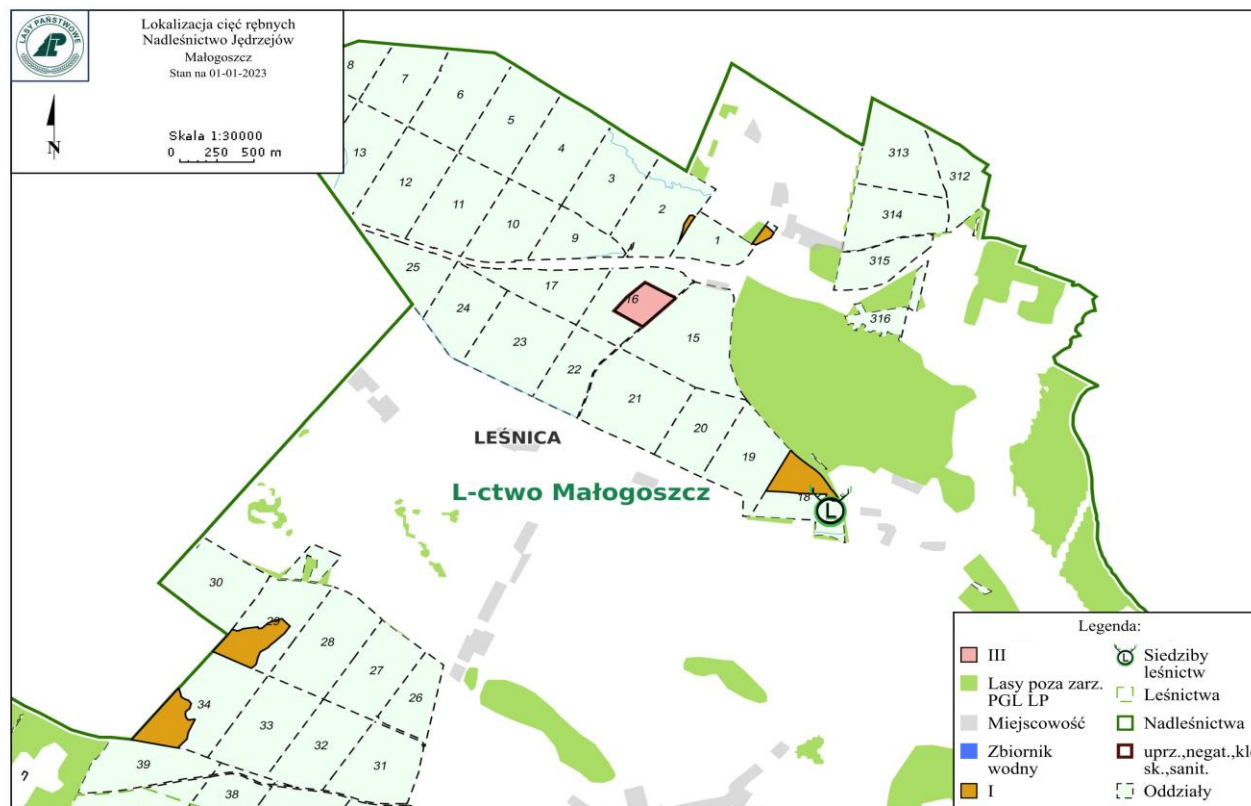 LASY PAŃSTWOWE
Lokalizacja cięć rębnych
Nadleśnictwo Jędrzejów
Małogoszcz
Stan na 01-01-2023
N
Skala 1:30000
0 250 500 m
8
7
6
5
4
3
2
1
13
12
11
10
9
313
312
314
315
316
25
24
17
16
15
23
22
21
20
19
18
L
LEŚNICA
L-ctwo Małogoszcz
30
29
28
27
26
34
33
32
31
39
38
Legenda:
III
Lasy poza zarz.
PGL LP
Miejscowość
Zbiornik
wodny
I
Siedziby
leśnictw
Leśnictwa
Nadleśnictwa
uprz.,negat.,kl
sk.,sanit.
Oddziały